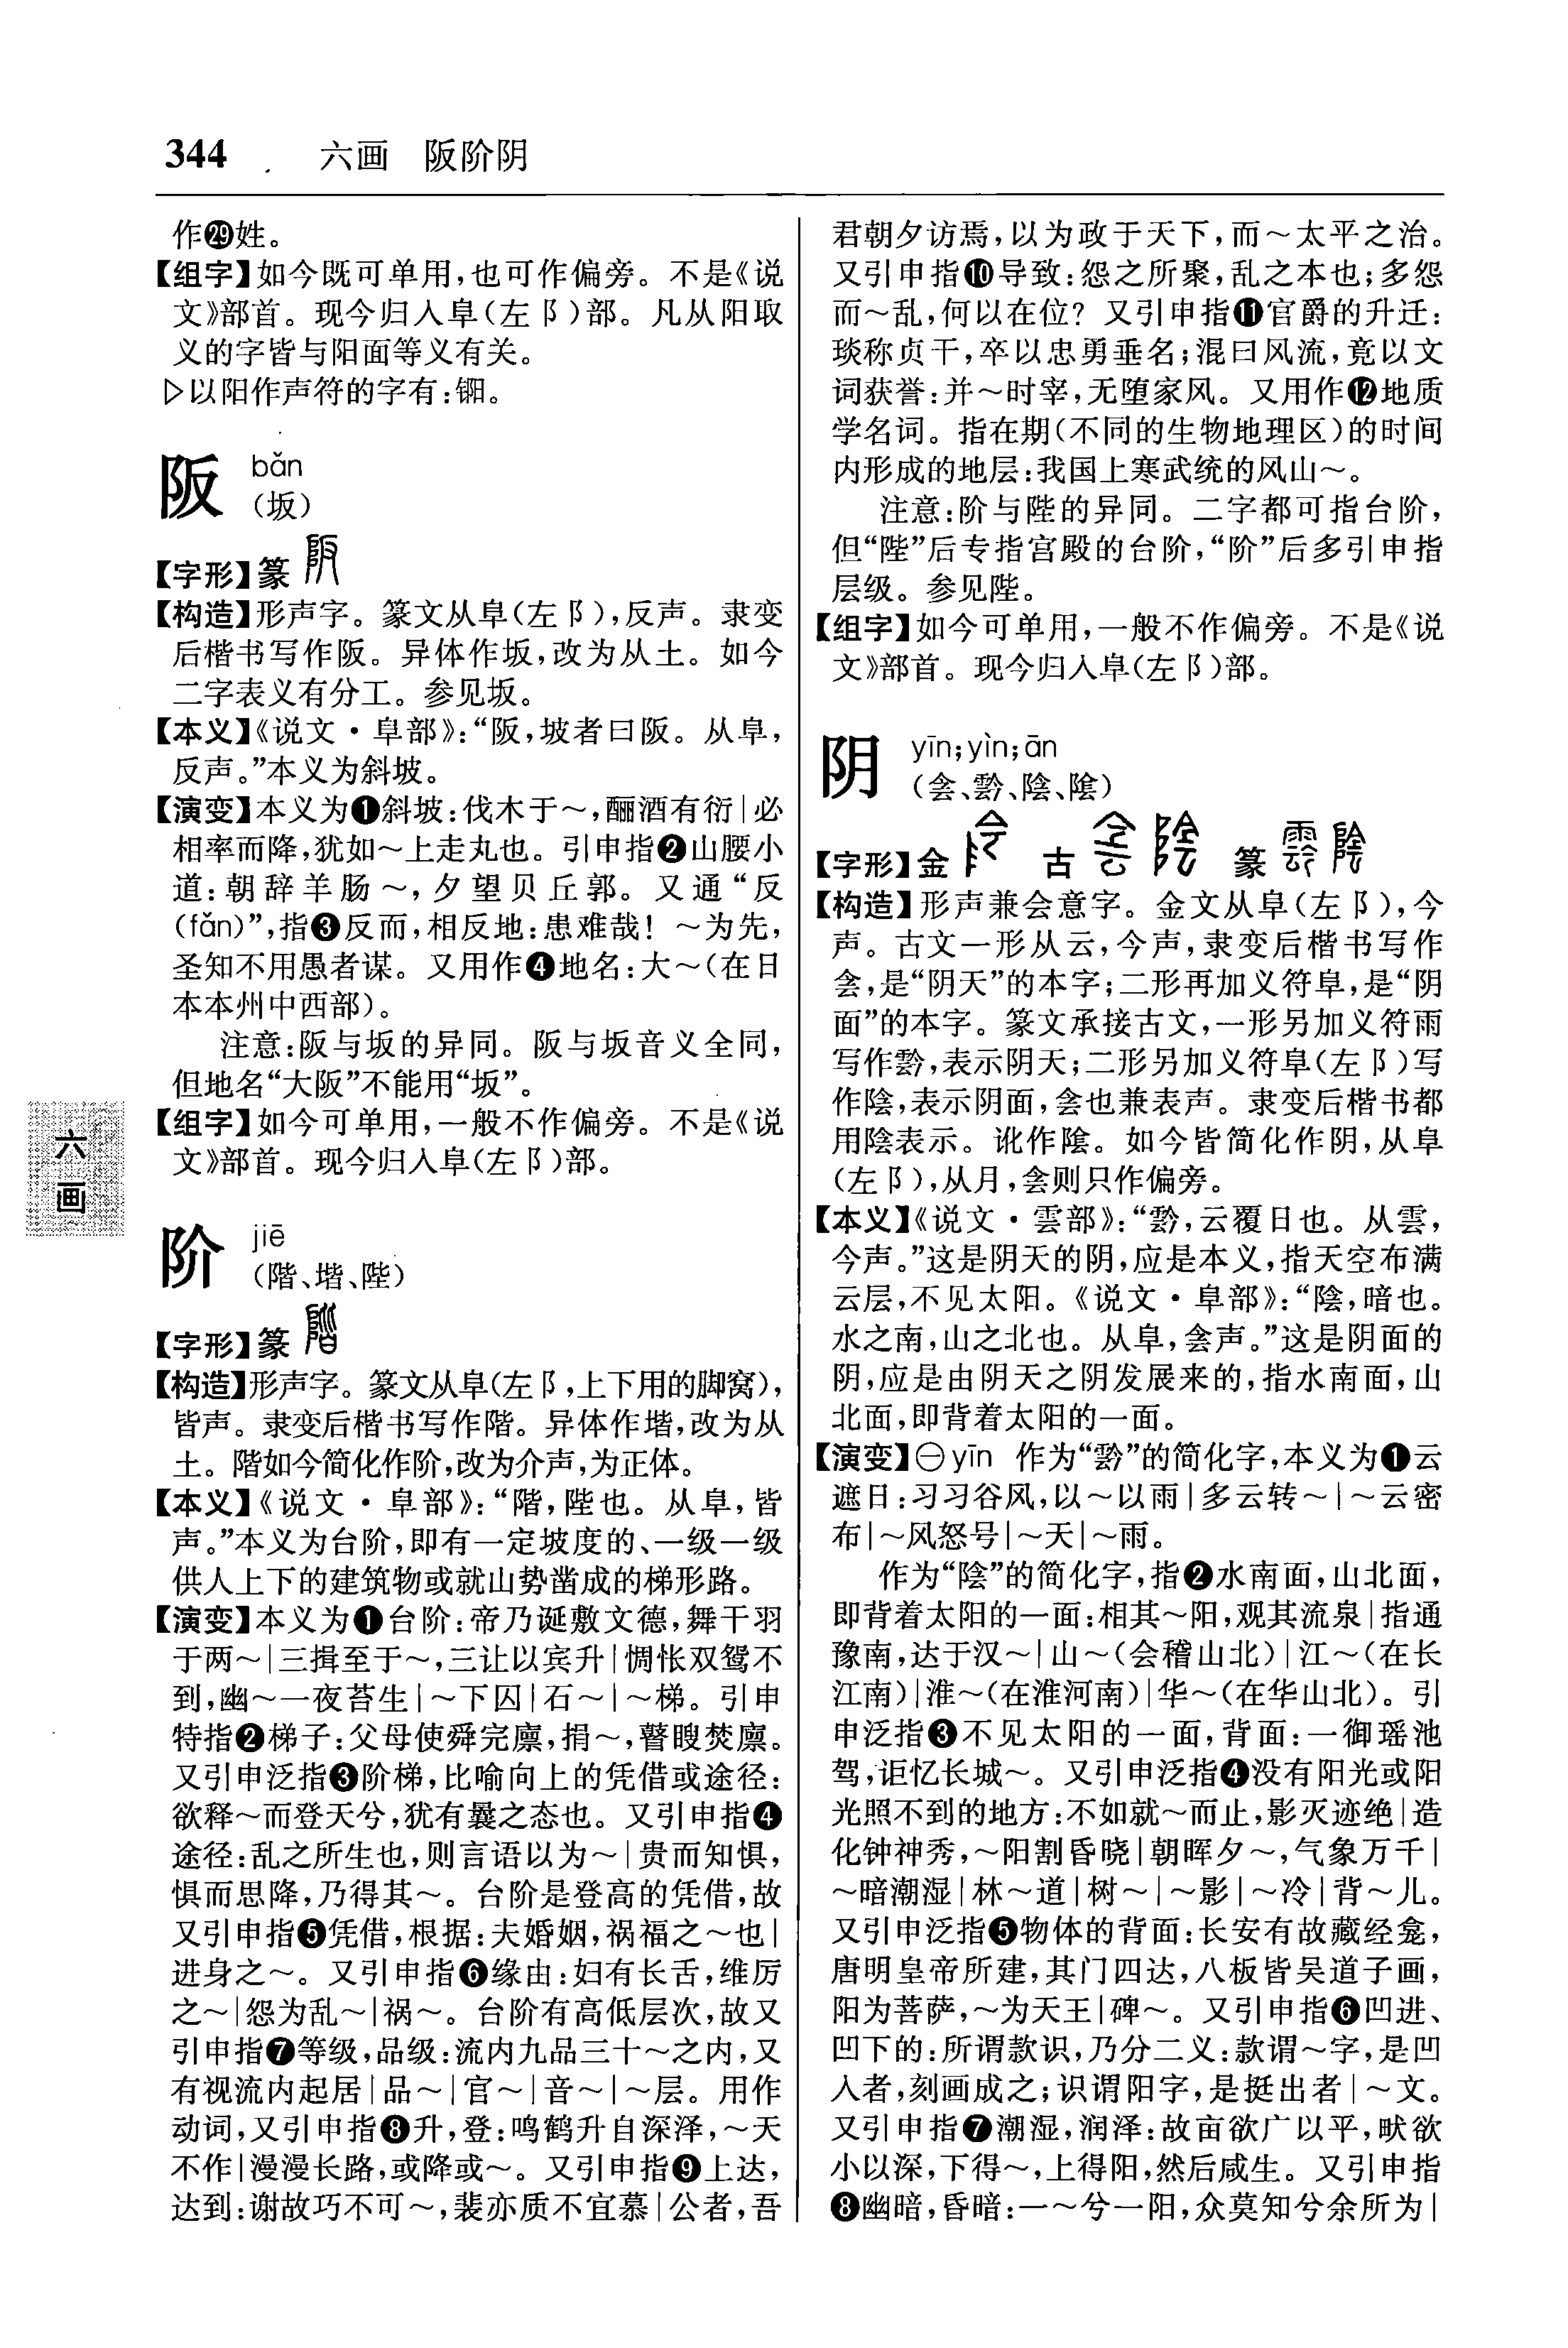 344 六画 阪阶阴
作㉙姓。
【组字】如今既可单用,也可作偏旁。不是《说
文》部首。现今归入阜(左阝)部。凡从阳取
义的字皆与阳面等义有关。
▷以阳作声符的字有:锕。
阪 bǎn
(坂)
【字形】篆
【构造】形声字。篆文从阜(左阝),反声。隶变
后楷书写作阪。异体作坂,改为从土。如今
二字表义有分工。参见坂。
【本义】《说文·阜部》:“阪,坡者曰阪。从阜,
反声。”本义为斜坡。
【演变】本义为❶斜坡:伐木于~,酾酒有衍|必
相率而降,犹如~上走丸也。引申指❷山腰小
道:朝辞羊肠~,夕望贝丘郭。又通“反
(fǎn)”,指❸反而,相反地:患难哉!~为先,
圣知不用愚者谋。又用作❹地名:大~(在日
本本州中西部)。
注意:阪与坂的异同。阪与坂音义全同,
但地名“大阪”不能用“坂”。
【组字】如今可单用,一般不作偏旁。不是《说
文》部首。现今归入阜(左阝)部。
阶 jiē
(階、堦、陛)
【字形】篆
【构造】形声字。篆文从阜(左阝,上下用的脚窝),
皆声。隶变后楷书写作階。异体作堦,改为从
土。階如今简化作阶,改为介声,为正体。
【本义】《说文·阜部》:“階,陛也。从阜,皆
声。”本义为台阶,即有一定坡度的、一级一级
供人上下的建筑物或就山势凿成的梯形路。
【演变】本义为❶台阶:帝乃诞敷文德,舞干羽
于两~|三揖至于~,三让以宾升|惆怅双鸳不
到,幽~一夜苔生|~下囚|石~|~梯。引申
特指❷梯子:父母使舜完廪,捐~,瞽瞍焚廪。
又引申泛指❸阶梯,比喻向上的凭借或途径:
欲释~而登天兮,犹有曩之态也。又引申指❹
途径:乱之所生也,则言语以为~|贵而知惧,
惧而思降,乃得其~。台阶是登高的凭借,故
又引申指❺凭借,根据:夫婚姻,祸福之~也|
进身之~。又引申指❻缘由:妇有长舌,维厉
之~|怨为乱~|祸~。台阶有高低层次,故又
引申指❼等级,品级:流内九品三十~之内,又
有视流内起居|品~|官~|音~|~层。用作
动词,又引申指❽升,登:鸣鹤升自深泽,~天
不作|漫漫长路,或降或~。又引申指❾上达,
达到:谢故巧不可~,裴亦质不宜慕|公者,吾
君朝夕访焉,以为政于天下,而~太平之治。
又引申指❿导致:怨之所聚,乱之本也;多怨
而~乱,何以在位?又引申指⓫官爵的升迁:
琰称贞干,卒以忠勇垂名;混曰风流,竟以文
词获誉:并~时宰,无堕家风。又用作⓬地质
学名词。指在期(不同的生物地理区)的时间
内形成的地层:我国上寒武统的风山~。
注意:阶与陛的异同。二字都可指台阶,
但“陛”后专指宫殿的台阶,“阶”后多引申指
层级。参见陛。
【组字】如今可单用,一般不作偏旁。不是《说
文》部首。现今归入阜(左阝)部。
阴 yīn;yìn;ān
(侌、霒、陰、隂)
【字形】金 古 篆
【构造】形声兼会意字。金文从阜(左阝),今
声。古文一形从云,今声,隶变后楷书写作
侌,是“阴天”的本字;二形再加义符阜,是“阴
面”的本字。篆文承接古文,一形另加义符雨
写作霒,表示阴天;二形另加义符阜(左阝)写
作陰,表示阴面,侌也兼表声。隶变后楷书都
用陰表示。讹作隂。如今皆简化作阴,从阜
(左阝),从月,侌则只作偏旁。
【本义】《说文·雲部》:“霒,云覆日也。从雲,
今声。”这是阴天的阴,应是本义,指天空布满
云层,不见太阳。《说文·阜部》:“陰,暗也。
水之南,山之北也。从阜,侌声。”这是阴面的
阴,应是由阴天之阴发展来的,指水南面,山
北面,即背着太阳的一面。
【演变】㊀yīn 作为“霒”的简化字,本义为❶云
遮日:习习谷风,以~以雨|多云转~|~云密
布|~风怒号|~天|~雨。
作为“陰”的简化字,指❷水南面,山北面,
即背着太阳的一面:相其~阳,观其流泉|指通
豫南,达于汉~|山~(会稽山北)|江~(在长
江南)|淮~(在淮河南)|华~(在华山北)。引
申泛指❸不见太阳的一面,背面:一御瑶池
驾,讵忆长城~。又引申泛指❹没有阳光或阳
光照不到的地方:不如就~而止,影灭迹绝|造
化钟神秀,~阳割昏晓|朝晖夕~,气象万千|
~暗潮湿|林~道|树~|~影|~冷|背~儿。
又引申泛指❺物体的背面:长安有故藏经龛,
唐明皇帝所建,其门四达,八板皆吴道子画,
阳为菩萨,~为天王|碑~。又引申指❻凹进、
凹下的:所谓款识,乃分二义:款谓~字,是凹
入者,刻画成之;识谓阳字,是挺出者|~文。
又引申指❼潮湿,润泽:故亩欲广以平,畎欲
小以深,下得~,上得阳,然后咸生。又引申指
❽幽暗,昏暗:一~兮一阳,众莫知兮余所为|
六
画